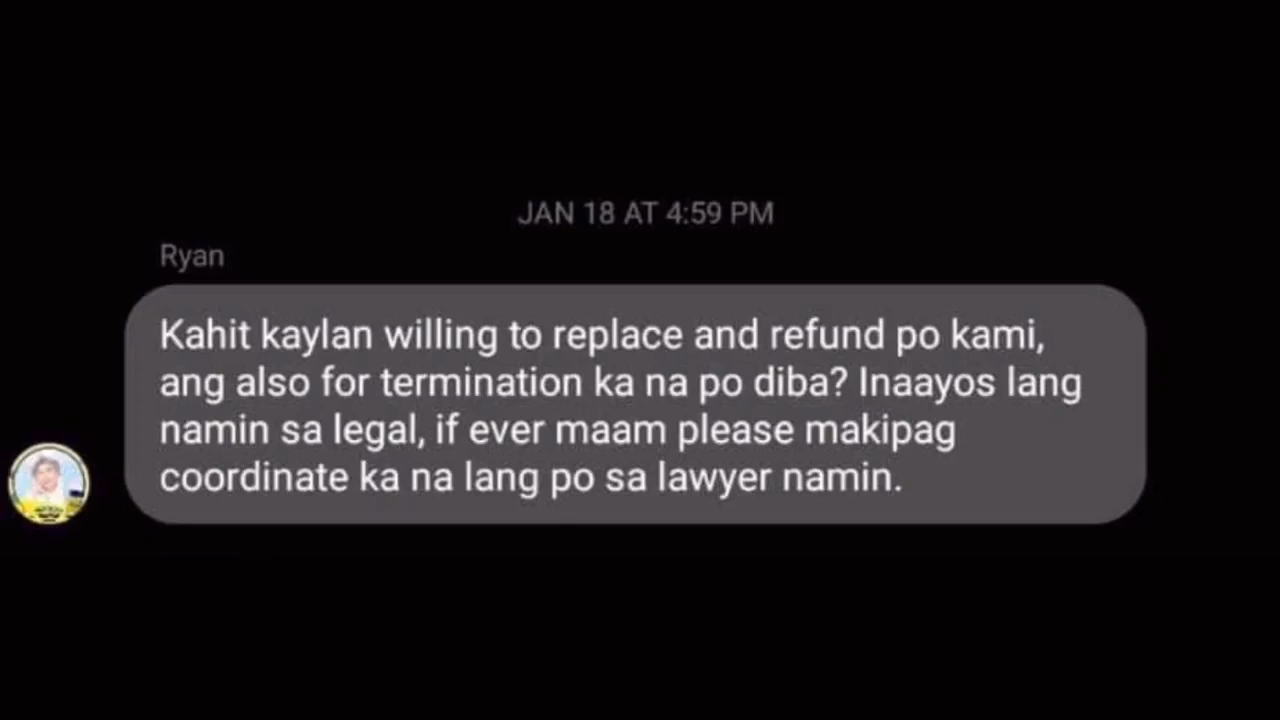 JAN 18 AT 4:59 PM
Ryan
Kahit kaylan willing to replace and refund po kami,
ang also for termination ka na po diba? Inaayos lang
namin sa legal, if ever maam please makipag
coordinate ka na lang po sa lawyer namin.